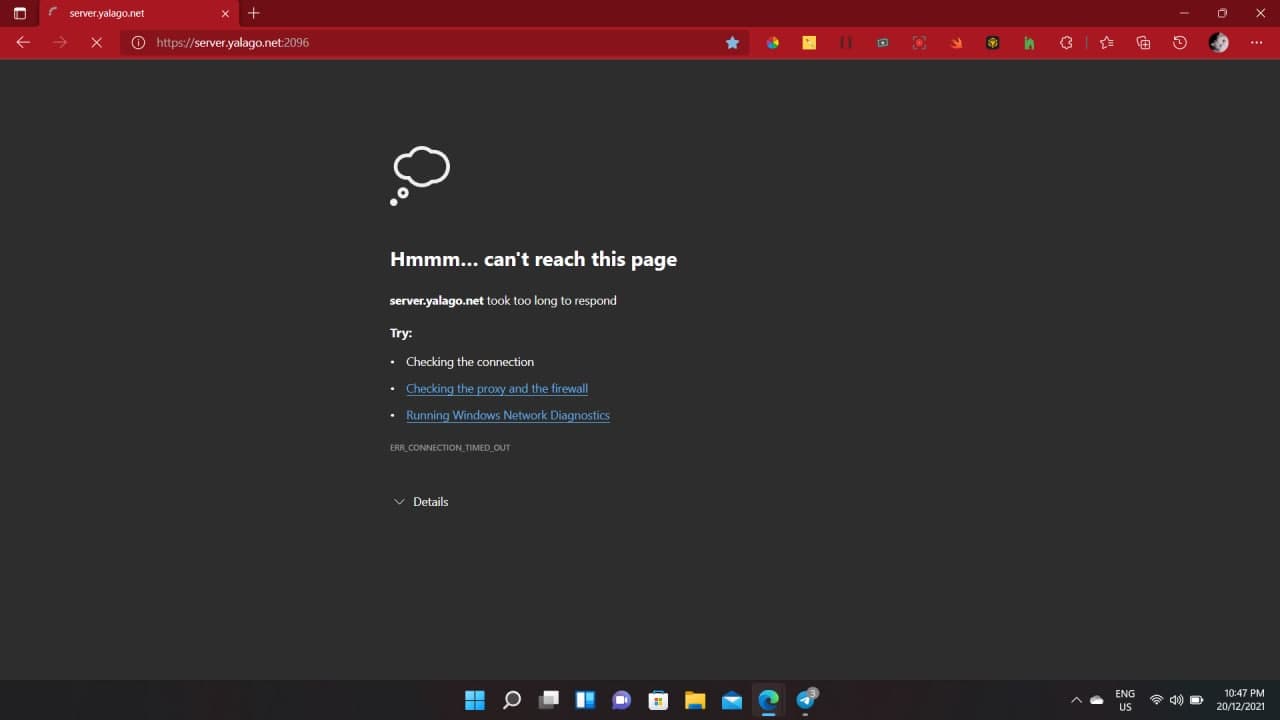 server.yalago.net
https://server.yalago.net:2096
Hmmm... can't reach this page
server.yalago.net took too long to respond
Try:
• Checking the connection
• Checking the proxy and the firewall
• Running Windows Network Diagnostics
ERR_CONNECTION_TIMED_OUT
Details
3
ENG
US
10:47 PM
20/12/2021